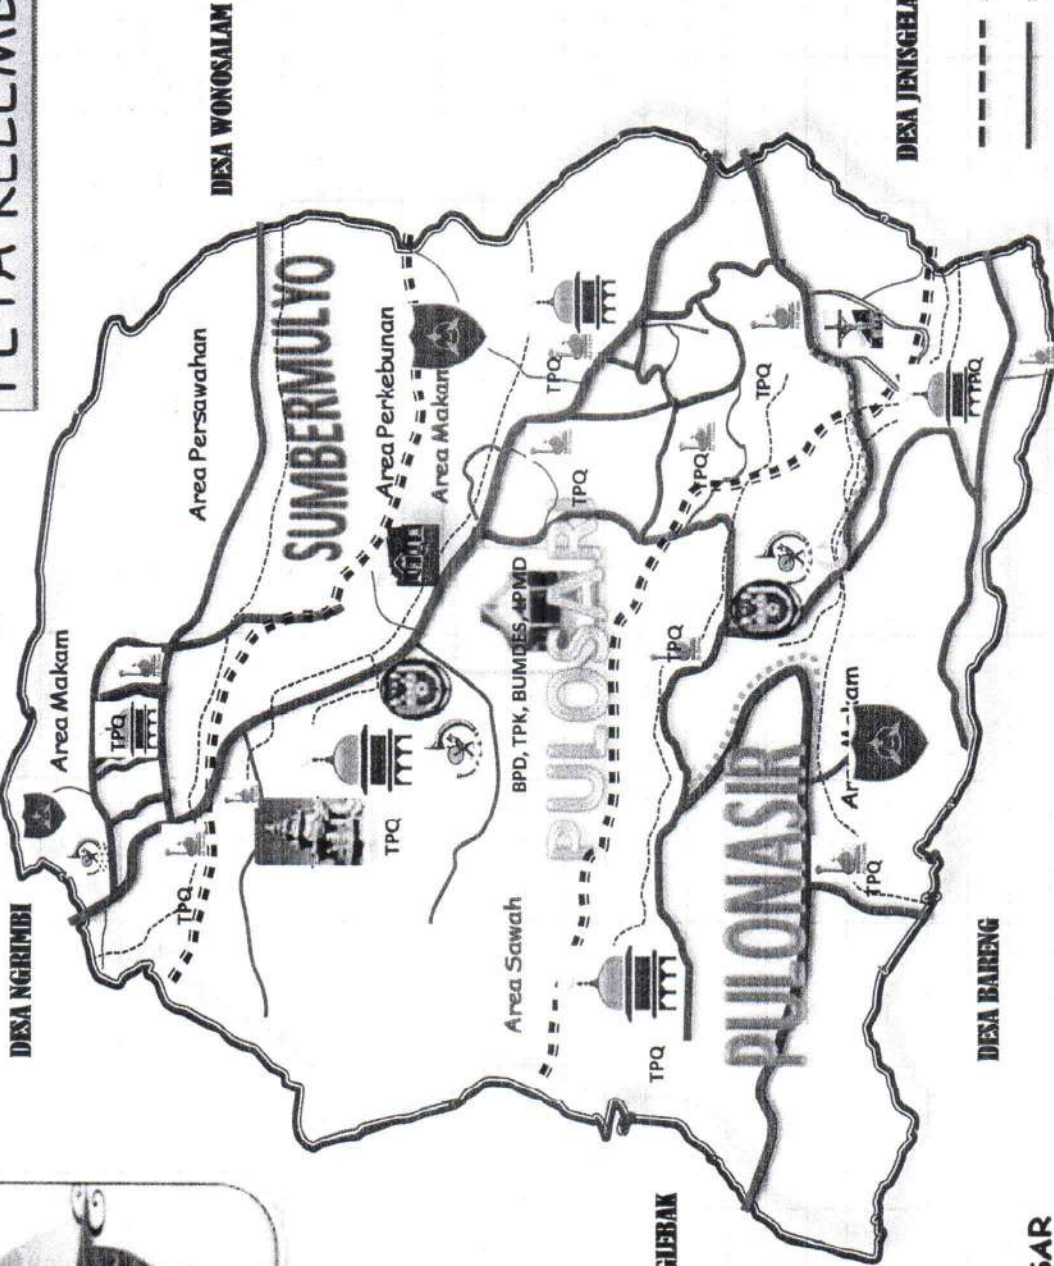 PETA KELEMB
DESA NGRIMBI
Area Makam
TPQ
TPQ
Area Persawahan
DESA WONOSALAM
SUMBERMULYO
Area Perkebunan
TPQ
Area Makam
Area Sawah
BPD, TPK, BUMDES, LPMD
TPQ
PULOSARI
TPQ
TPQ
GLEBAK
TPQ
TPQ
PULONASIR
TPQ
TPQ
DESA JENISGELA
TPQ
DESA BARENG
SAR